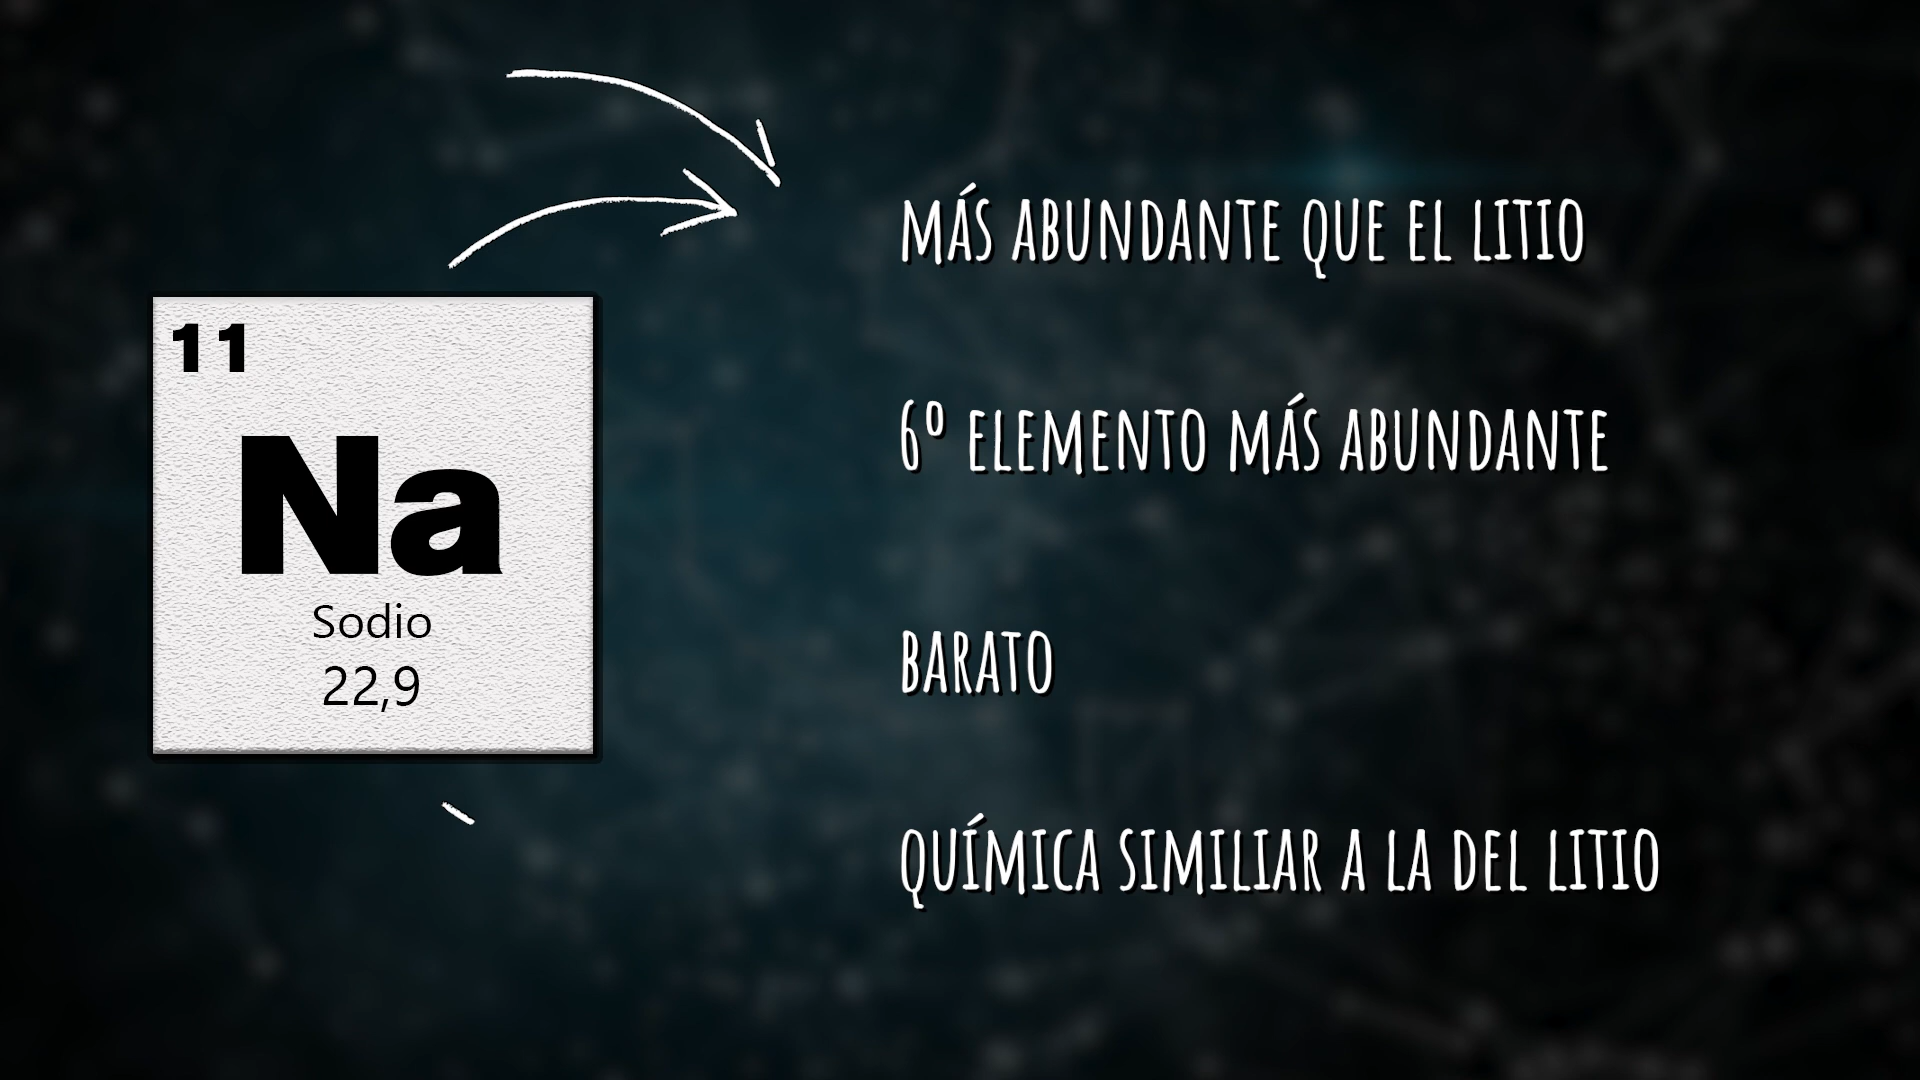 11
Na
Sodio
22,9
MÁS ABUNDANTE QUE EL LITIO
6º ELEMENTO MÁS ABUNDANTE
BARATO
QUÍMICA SIMILIAR A LA DEL LITIO